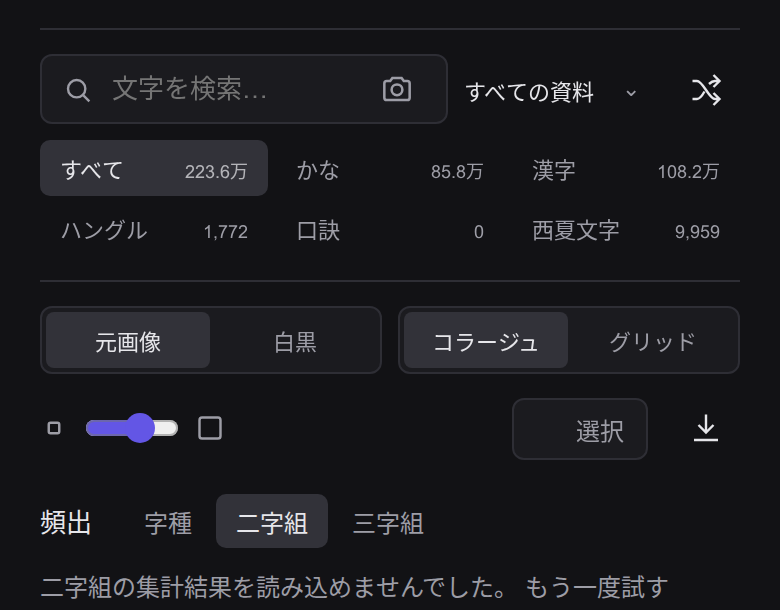 文字を検索… すべての資料
すべて 223.6万 かな 85.8万 漢字 108.2万
ハングル 1,772 口訣 0 西夏文字 9,959
元画像 白黒 コラージュ グリッド
選択
頻出 字種 二字組 三字組
二字組の集計結果を読み込めませんでした。 もう一度試す